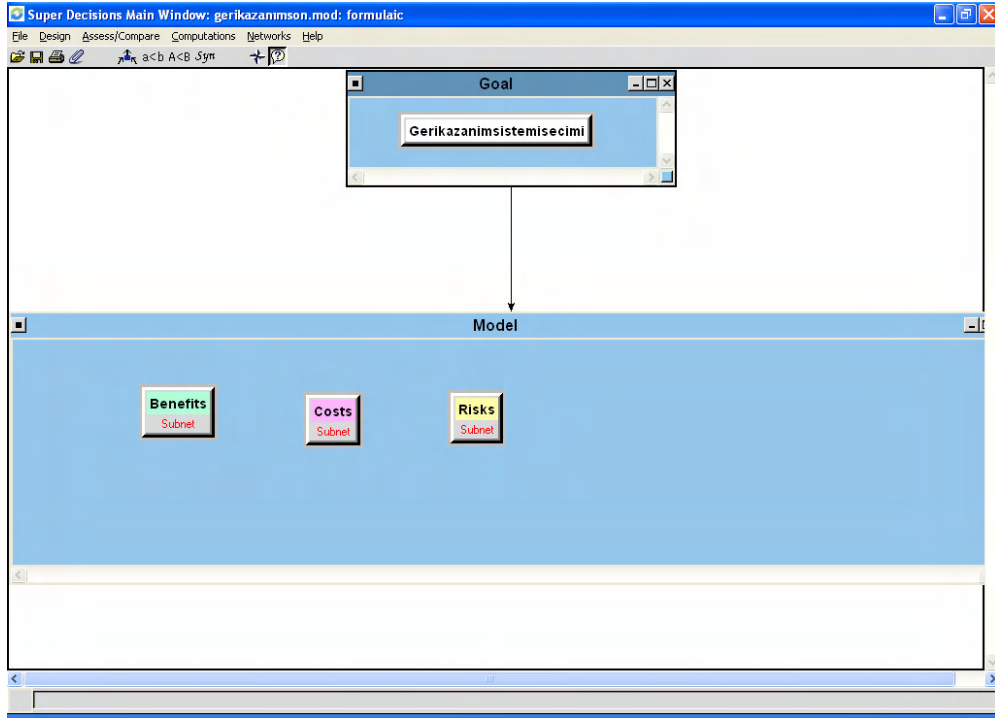 Super Decisions Main Window: gerikazanımson.mod: formulaic
File Design Assess/Compare Computations Networks Help
a<b A<B Syn
Goal
Gerikazanimsistemisecimi
Model
Benefits
Subnet
Costs
Subnet
Risks
Subnet